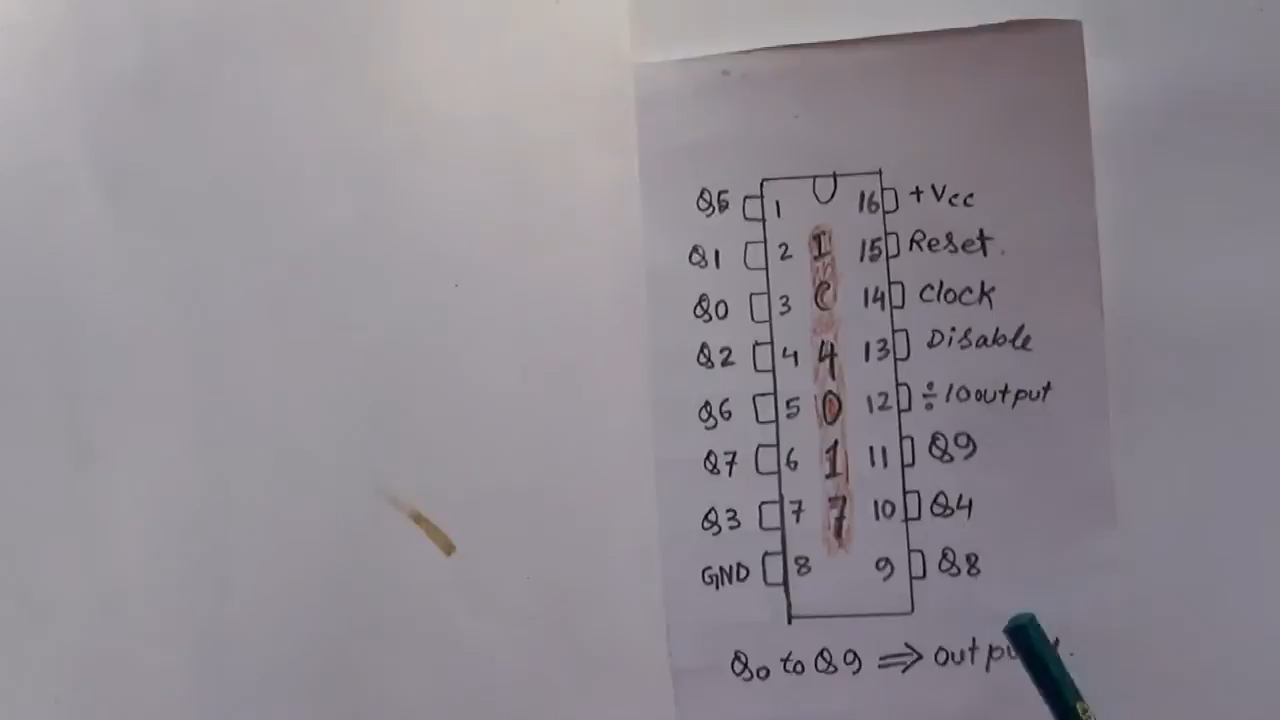 Q5 1 16 +Vcc
Q1 2 I 15 Reset.
Q0 3 C 14 Clock
Q2 4 4 13 Disable
Q6 5 0 12 ÷10output
Q7 6 1 11 Q9
Q3 7 7 10 Q4
GND 8 9 Q8
Q0 to Q9 ⇒